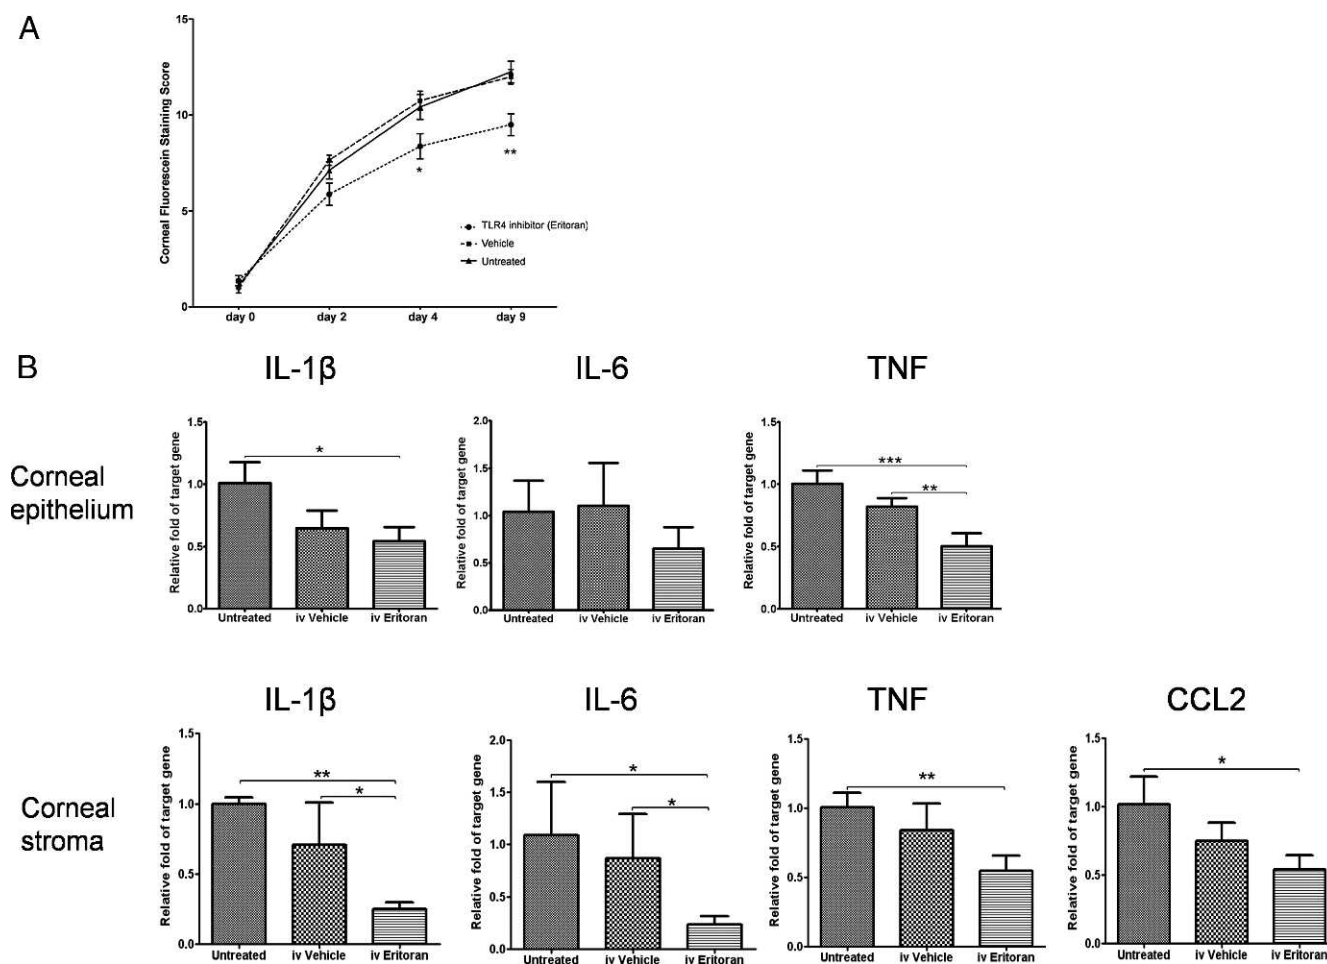 A
15
10
5
0
Corneal Fluorescein Staining Score
*
**
TLR4 inhibitor (Eritoran)
Vehicle
Untreated
day 0 day 2 day 4 day 9
B
IL-1β IL-6 TNF
Corneal
epithelium
Relative fold of target gene
1.5
1.0
0.5
0.0
*
Untreated iv Vehicle iv Eritoran
Relative fold of target gene
2.0
1.5
1.0
0.5
0.0
Untreated iv Vehicle iv Eritoran
Relative fold of target gene
1.5
1.0
0.5
0.0
***
**
Untreated iv Vehicle iv Eritoran
IL-1β IL-6 TNF CCL2
Corneal
stroma
Relative fold of target gene
1.5
1.0
0.5
0.0
**
*
Untreated iv Vehicle iv Eritoran
Relative fold of target gene
2.0
1.5
1.0
0.5
0.0
*
*
Untreated iv Vehicle iv Eritoran
Relative fold of target gene
1.5
1.0
0.5
0.0
**
Untreated iv Vehicle iv Eritoran
Relative fold of target gene
1.5
1.0
0.5
0.0
*
Untreated iv Vehicle iv Eritoran